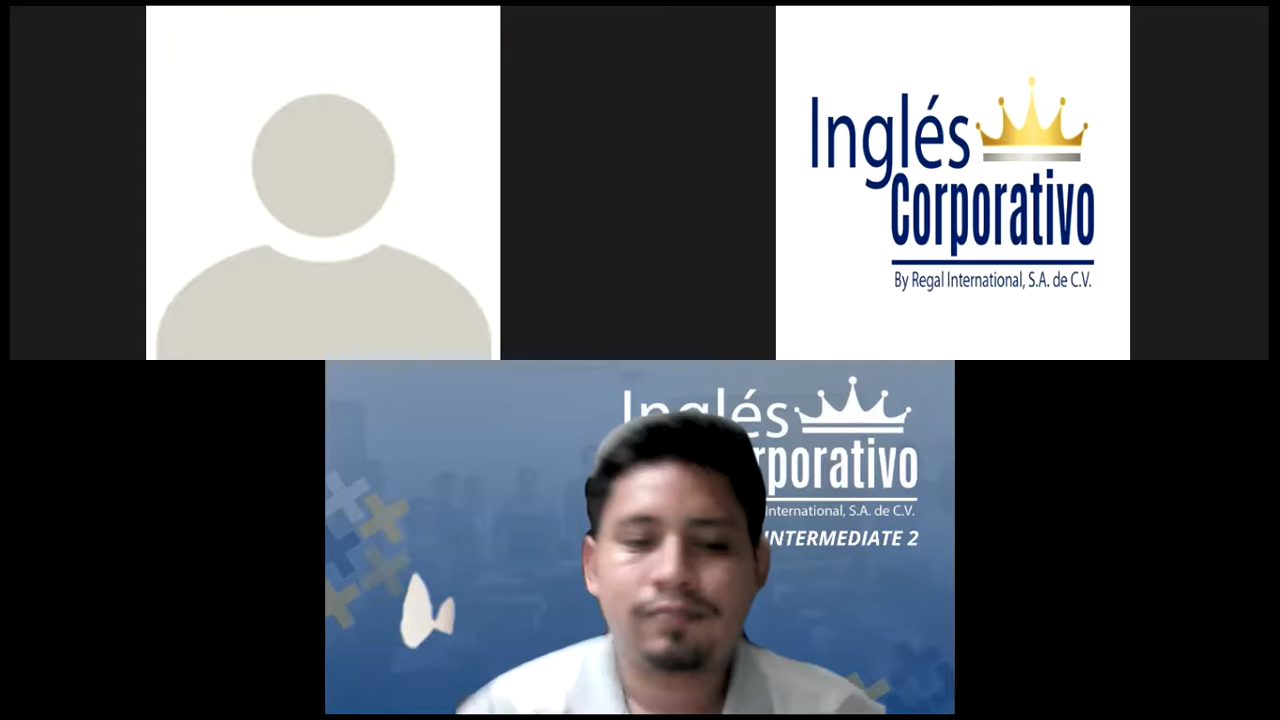 Inglés
Corporativo
By Regal International, S.A. de C.V.
Inglés
rporativo
International, S.A. de C.V.
INTERMEDIATE 2